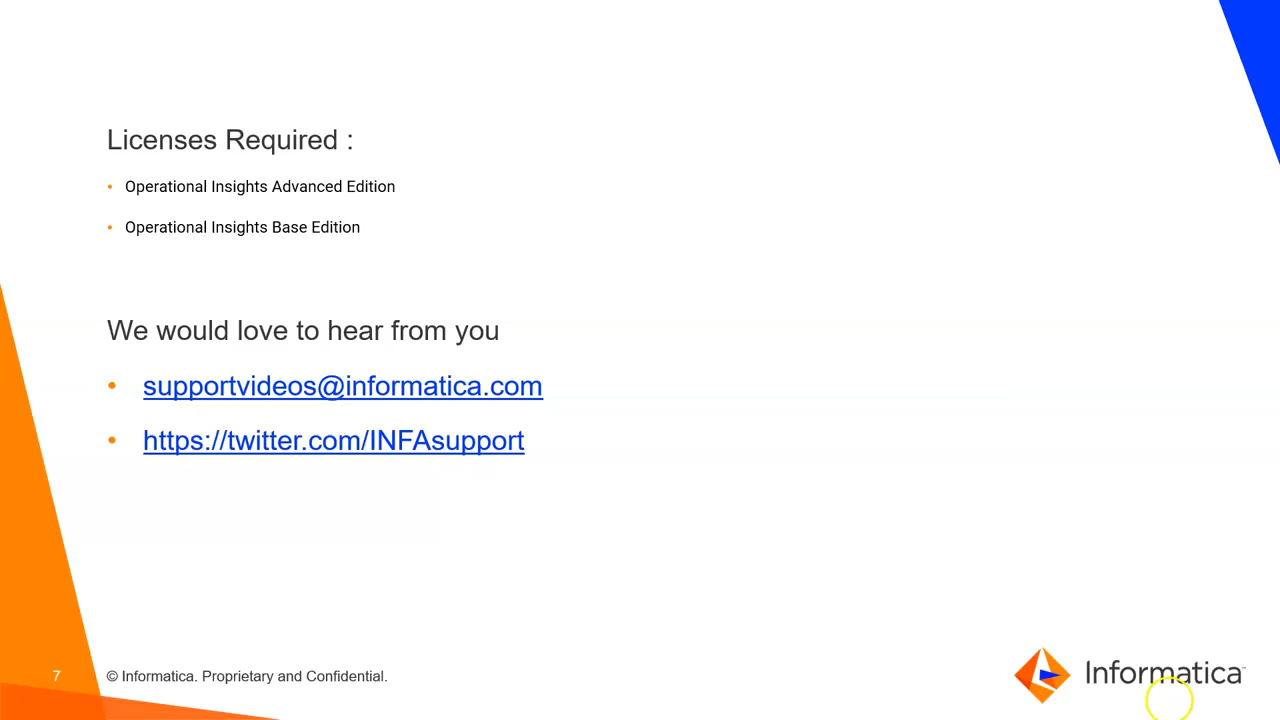 Licenses Required :
• Operational Insights Advanced Edition
• Operational Insights Base Edition
We would love to hear from you
• supportvideos@informatica.com
• https://twitter.com/INFAsupport
7
© Informatica. Proprietary and Confidential.
Informatica™